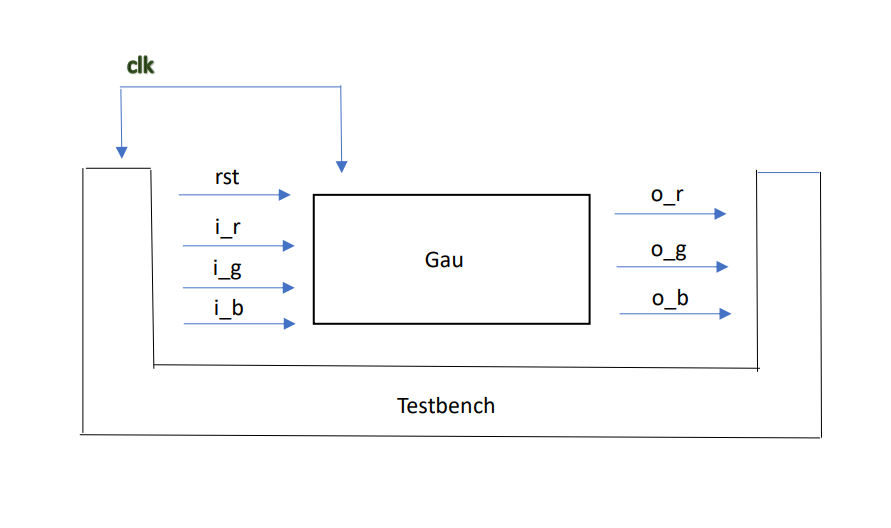 clk
rst
i_r
i_g
i_b
Gau
o_r
o_g
o_b
Testbench